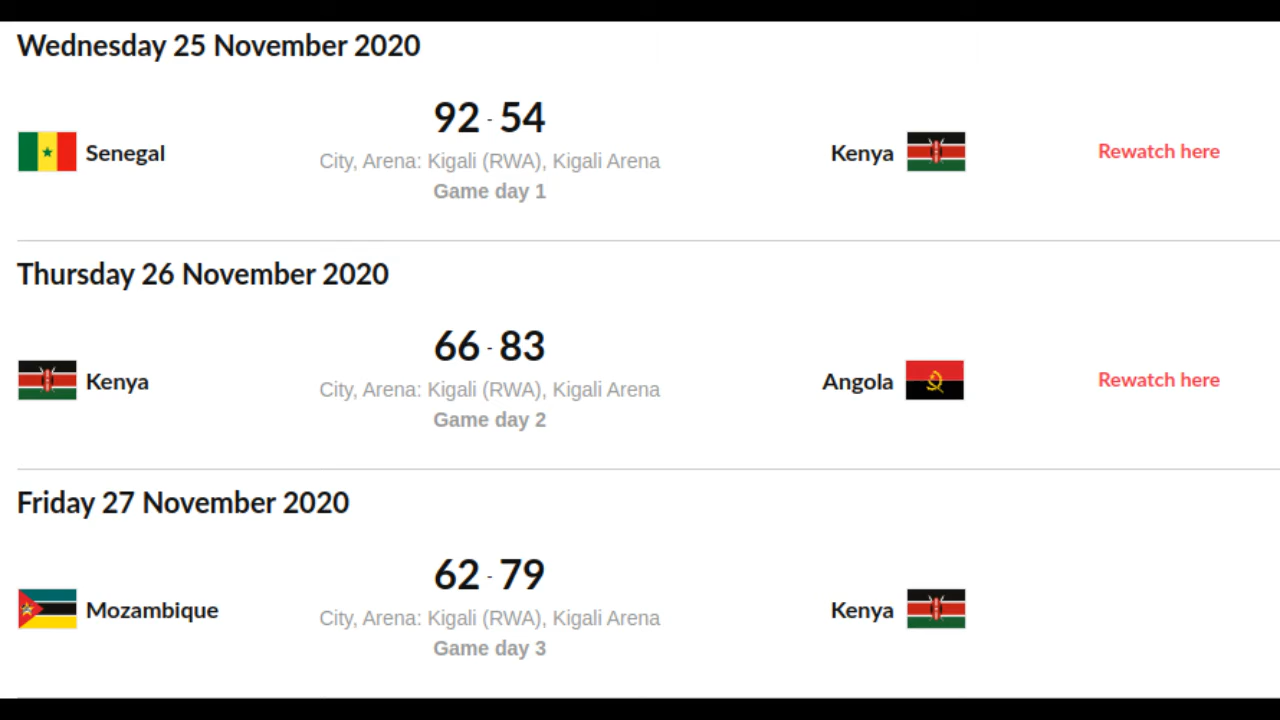 Wednesday 25 November 2020
92 - 54
Senegal
City, Arena: Kigali (RWA), Kigali Arena
Kenya
Rewatch here
Game day 1
Thursday 26 November 2020
66 - 83
Kenya
City, Arena: Kigali (RWA), Kigali Arena
Angola
Rewatch here
Game day 2
Friday 27 November 2020
62 - 79
Mozambique
City, Arena: Kigali (RWA), Kigali Arena
Kenya
Game day 3